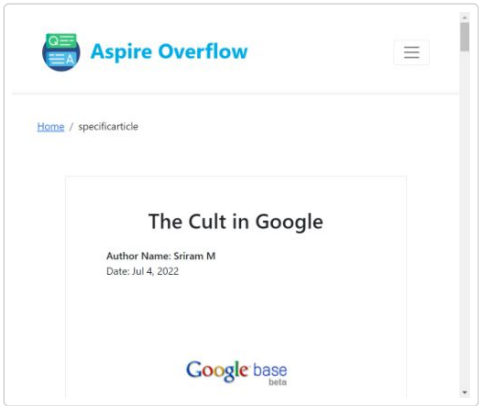 Q
A
Aspire Overflow
Home / specificarticle
The Cult in Google
Author Name: Sriram M
Date: Jul 4, 2022
Google base
beta